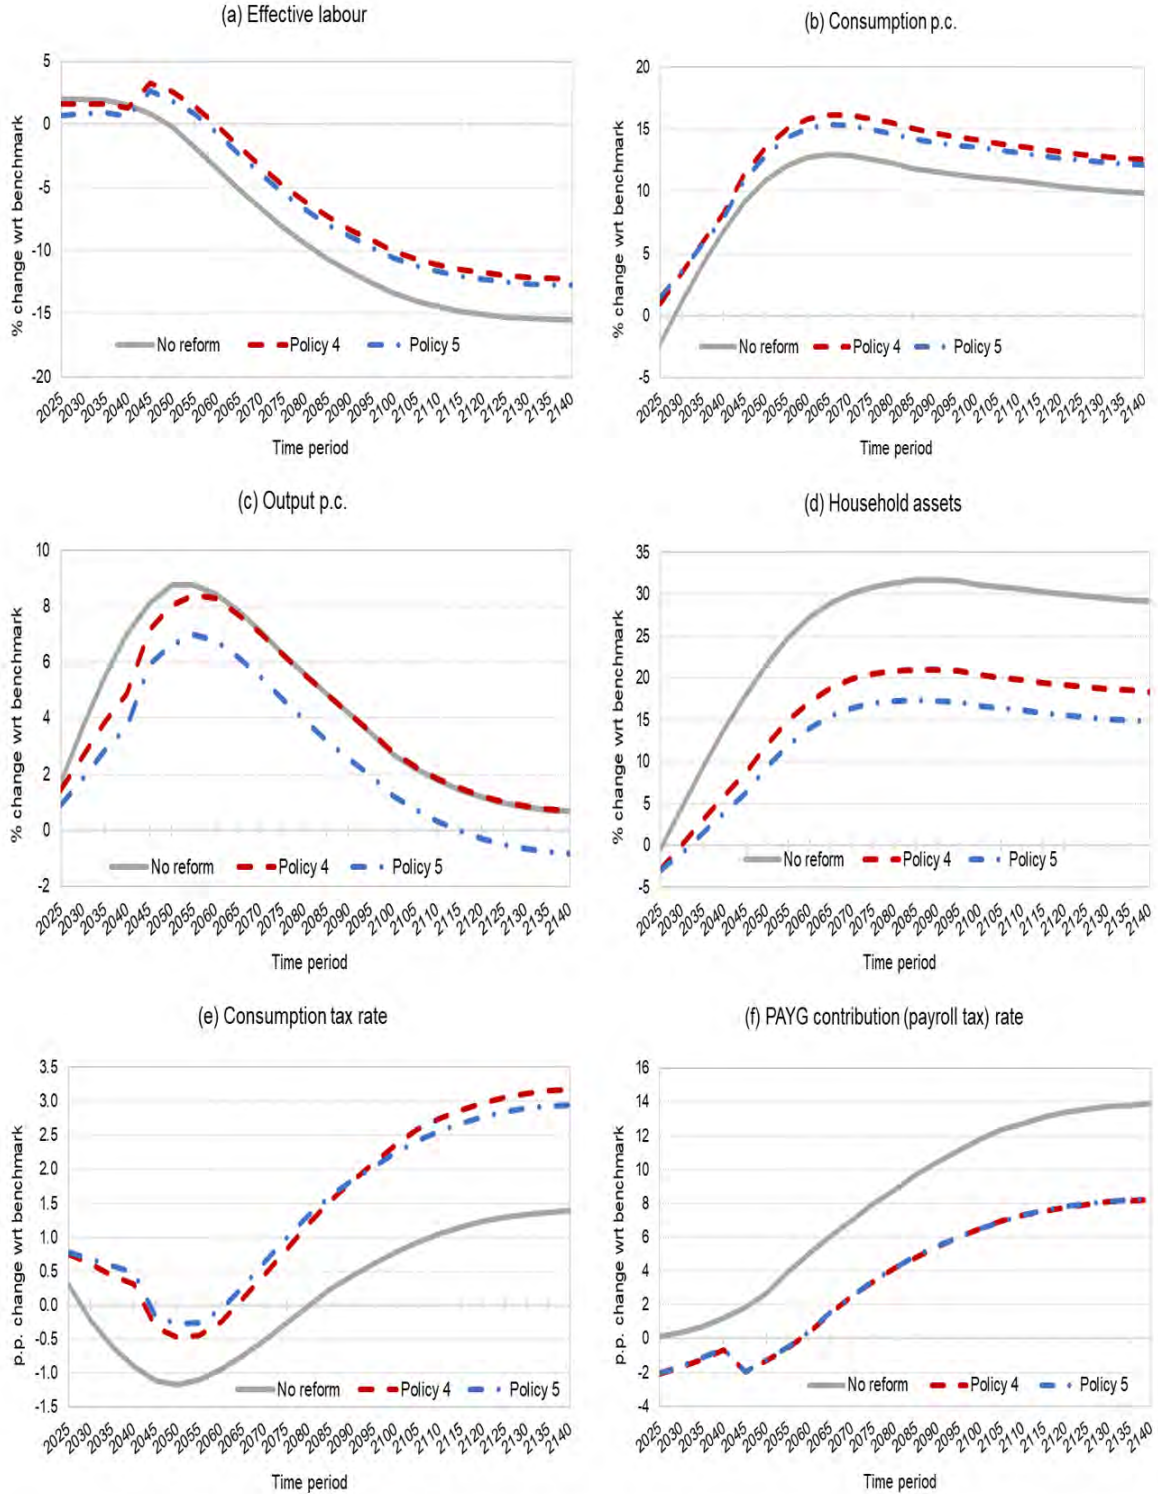 (a) Effective labour
% change wrt benchmark
5
0
-5
-10
-15
-20
No reform Policy 4 Policy 5
2025 2030 2035 2040 2045 2050 2055 2060 2065 2070 2075 2080 2085 2090 2095 2100 2105 2110 2115 2120 2125 2130 2135 2140
Time period
(b) Consumption p.c.
% change wrt benchmark
20
15
10
5
0
-5
No reform Policy 4 Policy 5
2025 2030 2035 2040 2045 2050 2055 2060 2065 2070 2075 2080 2085 2090 2095 2100 2105 2110 2115 2120 2125 2130 2135 2140
Time period
(c) Output p.c.
% change wrt benchmark
10
8
6
4
2
0
-2
No reform Policy 4 Policy 5
2025 2030 2035 2040 2045 2050 2055 2060 2065 2070 2075 2080 2085 2090 2095 2100 2105 2110 2115 2120 2125 2130 2135 2140
Time period
(d) Household assets
% change wrt benchmark
35
30
25
20
15
10
5
0
-5
No reform Policy 4 Policy 5
2025 2030 2035 2040 2045 2050 2055 2060 2065 2070 2075 2080 2085 2090 2095 2100 2105 2110 2115 2120 2125 2130 2135 2140
Time period
(e) Consumption tax rate
p.p. change wrt benchmark
3.5
3.0
2.5
2.0
1.5
1.0
0.5
0.0
-0.5
-1.0
-1.5
No reform Policy 4 Policy 5
2025 2030 2035 2040 2045 2050 2055 2060 2065 2070 2075 2080 2085 2090 2095 2100 2105 2110 2115 2120 2125 2130 2135 2140
Time period
(f) PAYG contribution (payroll tax) rate
p.p. change wrt benchmark
16
14
12
10
8
6
4
2
0
-2
-4
No reform Policy 4 Policy 5
2025 2030 2035 2040 2045 2050 2055 2060 2065 2070 2075 2080 2085 2090 2095 2100 2105 2110 2115 2120 2125 2130 2135 2140
Time period